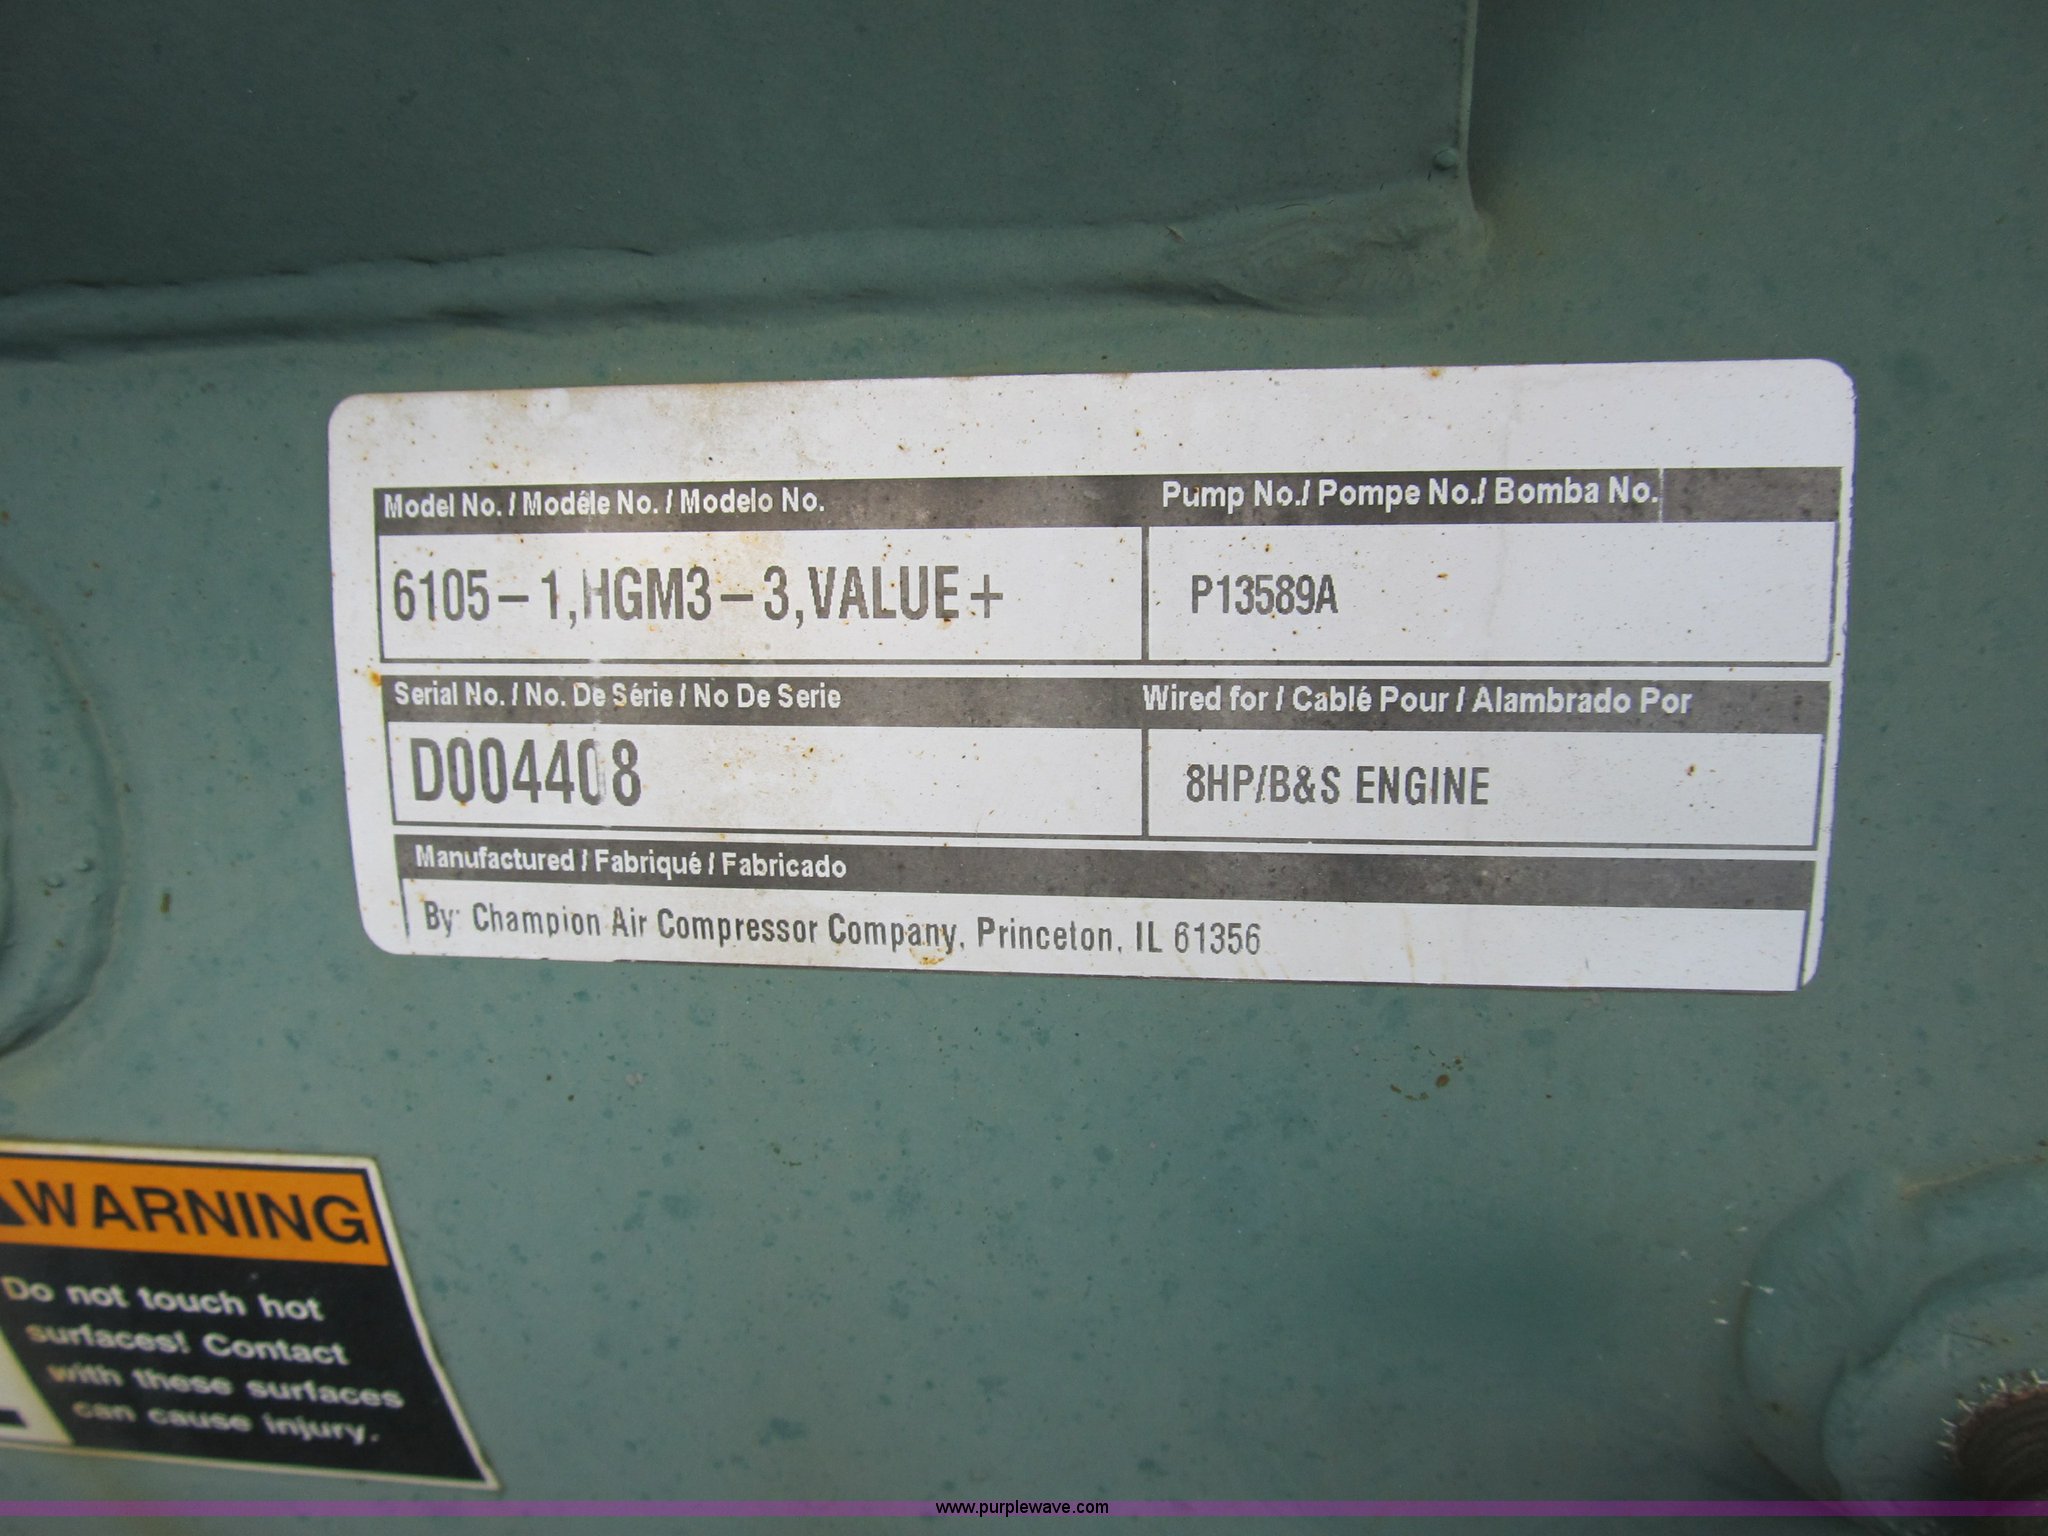 Model No. / Modéle No. / Modelo No.
Pump No./ Pompe No./ Bomba No.
6105-1,HGM3-3,VALUE+
P13589A
Serial No. / No. De Série / No De Serie
Wired for / Cablé Pour / Alambrado Por
D004408
8HP/B&S ENGINE
Manufactured / Fabriqué / Fabricado
By: Champion Air Compressor Company, Princeton, IL 61356
WARNING
Do not touch hot
surfaces! Contact
with these surfaces
can cause injury.
www.purplewave.com